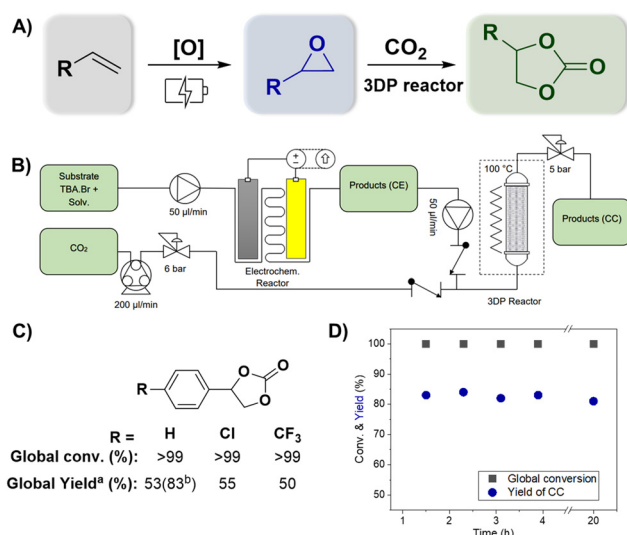 A)
R
[O]
O
R
CO2
3DP reactor
R
O
O
O
B)
Substrate
TBA.Br +
Solv.
50 µl/min
+
−
Products (CE)
50 µl/min
100 °C
5 bar
Products (CC)
CO2
6 bar
200 µl/min
Electrochem.
Reactor
3DP Reactor
C)
R
O
O
O
R = H Cl CF3
Global conv. (%): >99 >99 >99
Global Yieldᵃ (%): 53(83ᵇ) 55 50
D)
Conv. & Yield (%)
100
90
80
70
60
50
Global conversion
Yield of CC
1 2 3 4 20
Time (h)